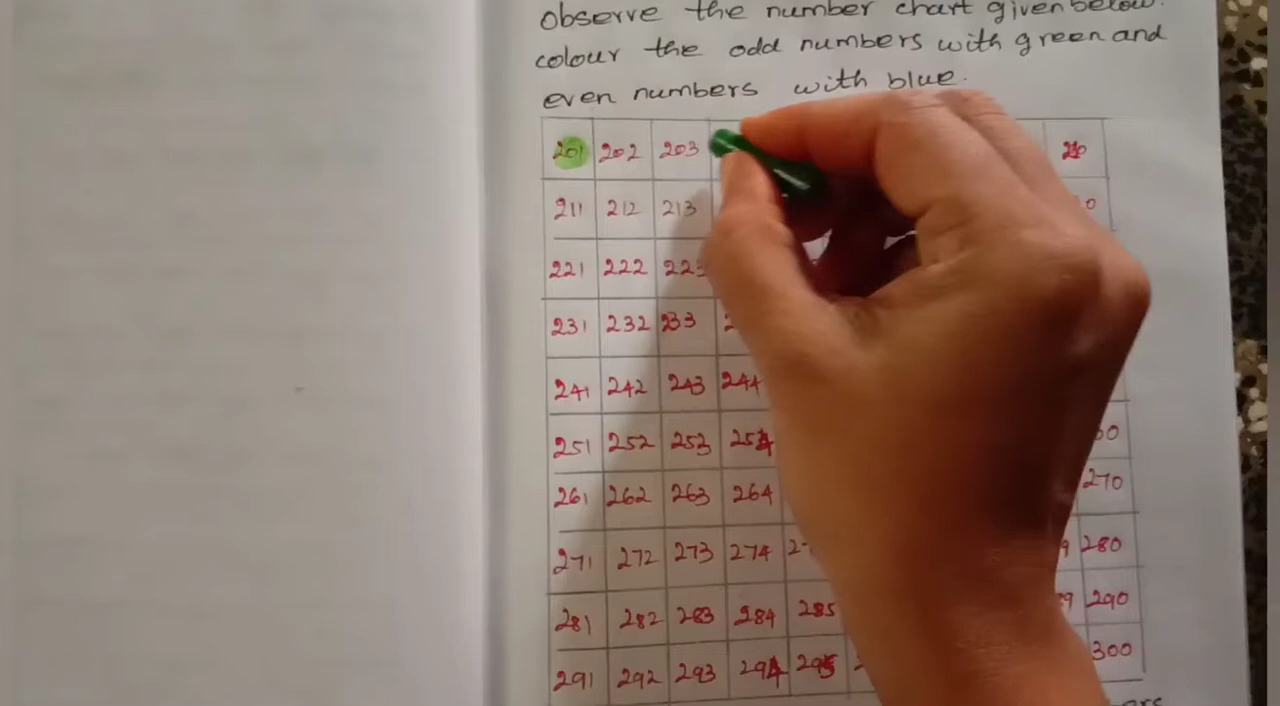 observe the number chart given below.
colour the odd numbers with green and
even numbers with blue.
201 202 203 210
211 212 213
221 222 223
231 232 233
241 242 243 244
251 252 253 254
261 262 263 264 270
271 272 273 274 280
281 282 283 284 285 290
291 292 293 294 295 300